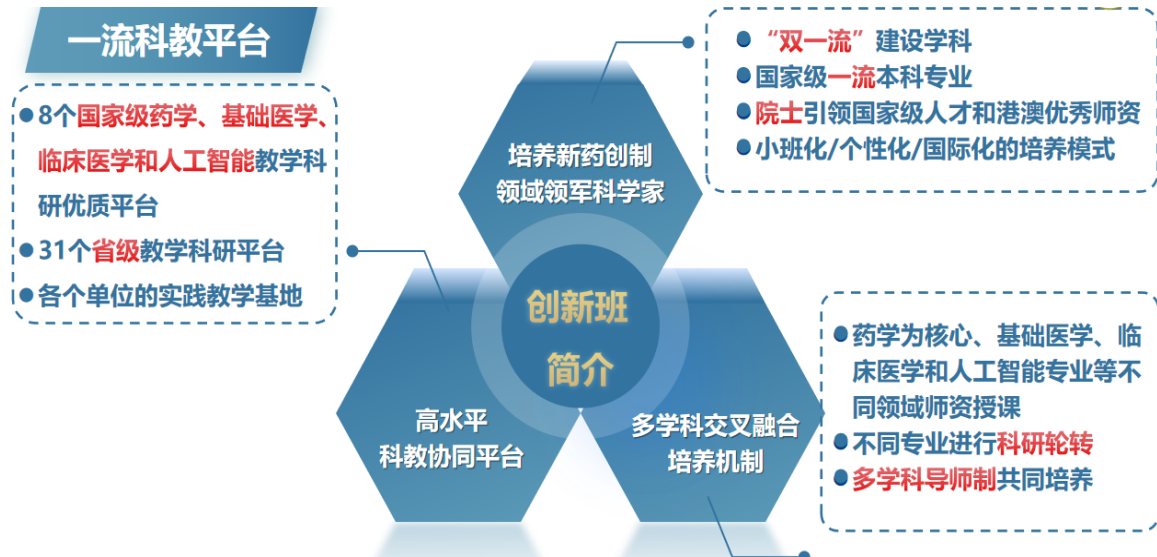 一流科教平台
●8个国家级药学、基础医学、
临床医学和人工智能教学科
研优质平台
●31个省级教学科研平台
●各个单位的实践教学基地
培养新药创制
领域领军科学家
●“双一流”建设学科
●国家级一流本科专业
●院士引领国家级人才和港澳优秀师资
●小班化/个性化/国际化的培养模式
创新班
简介
高水平
科教协同平台
多学科交叉融合
培养机制
●药学为核心、基础医学、临
床医学和人工智能专业等不
同领域师资授课
●不同专业进行科研轮转
●多学科导师制共同培养